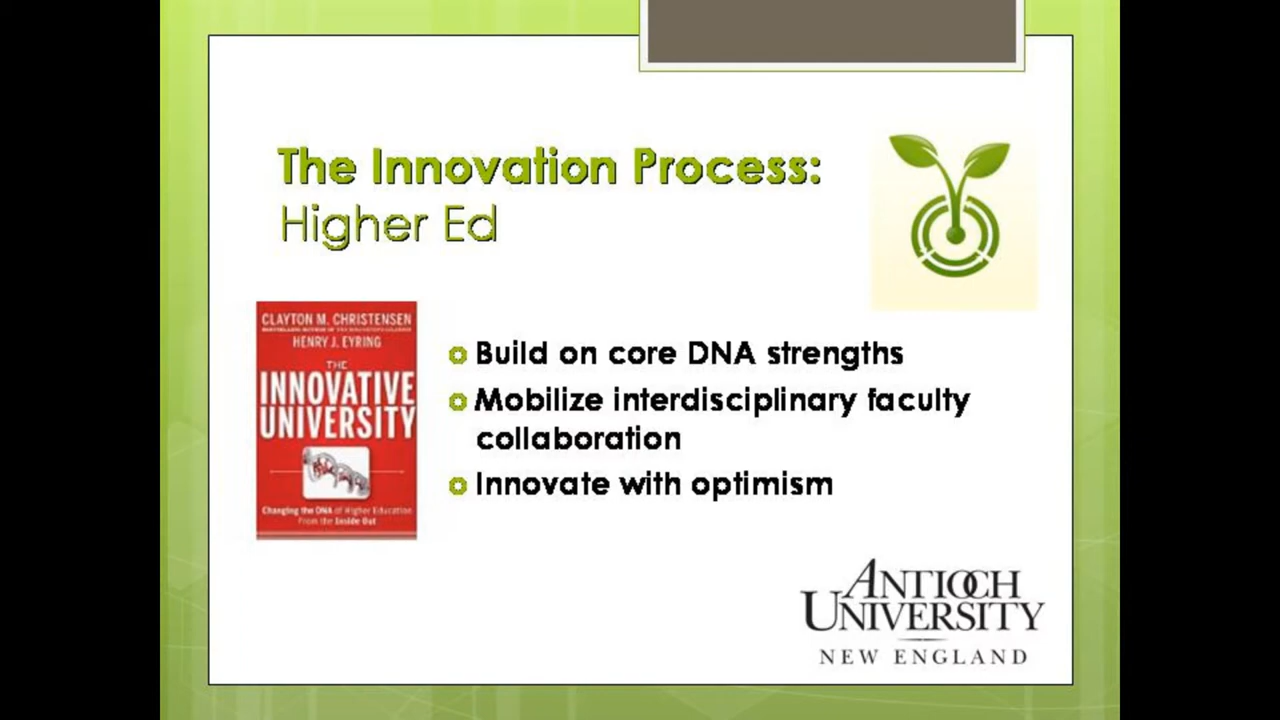 The Innovation Process:
Higher Ed
CLAYTON M. CHRISTENSEN
HENRY J. EYRING
THE
INNOVATIVE
UNIVERSITY
Changing the DNA of Higher Education
From the Inside Out
Build on core DNA strengths
Mobilize interdisciplinary faculty
collaboration
Innovate with optimism
ANTIOCH
UNIVERSITY
NEW ENGLAND